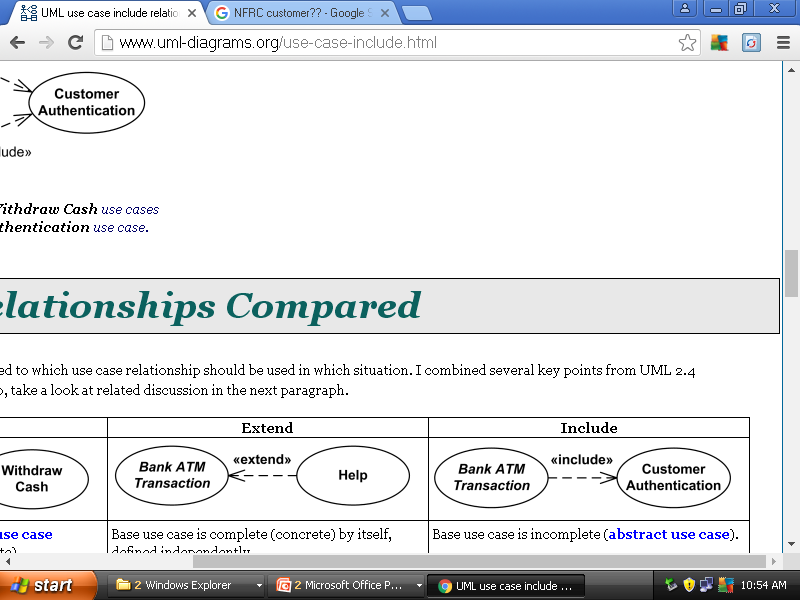 UML use case include relatio
NFRC customer?? - Google S
www.uml-diagrams.org/use-case-include.html
Customer
Authentication
lude»
Withdraw Cash use cases
thentication use case.
elationships Compared
ed to which use case relationship should be used in which situation. I combined several key points from UML 2.4
o, take a look at related discussion in the next paragraph.
Extend
Include
Withdraw
Cash
Bank ATM
Transaction
«extend»
Help
Bank ATM
Transaction
«include»
Customer
Authentication
use case
Base use case is complete (concrete) by itself,
defined independently.
Base use case is incomplete (abstract use case).
start
2 Windows Explorer
2 Microsoft Office P...
UML use case include ...
10:54 AM